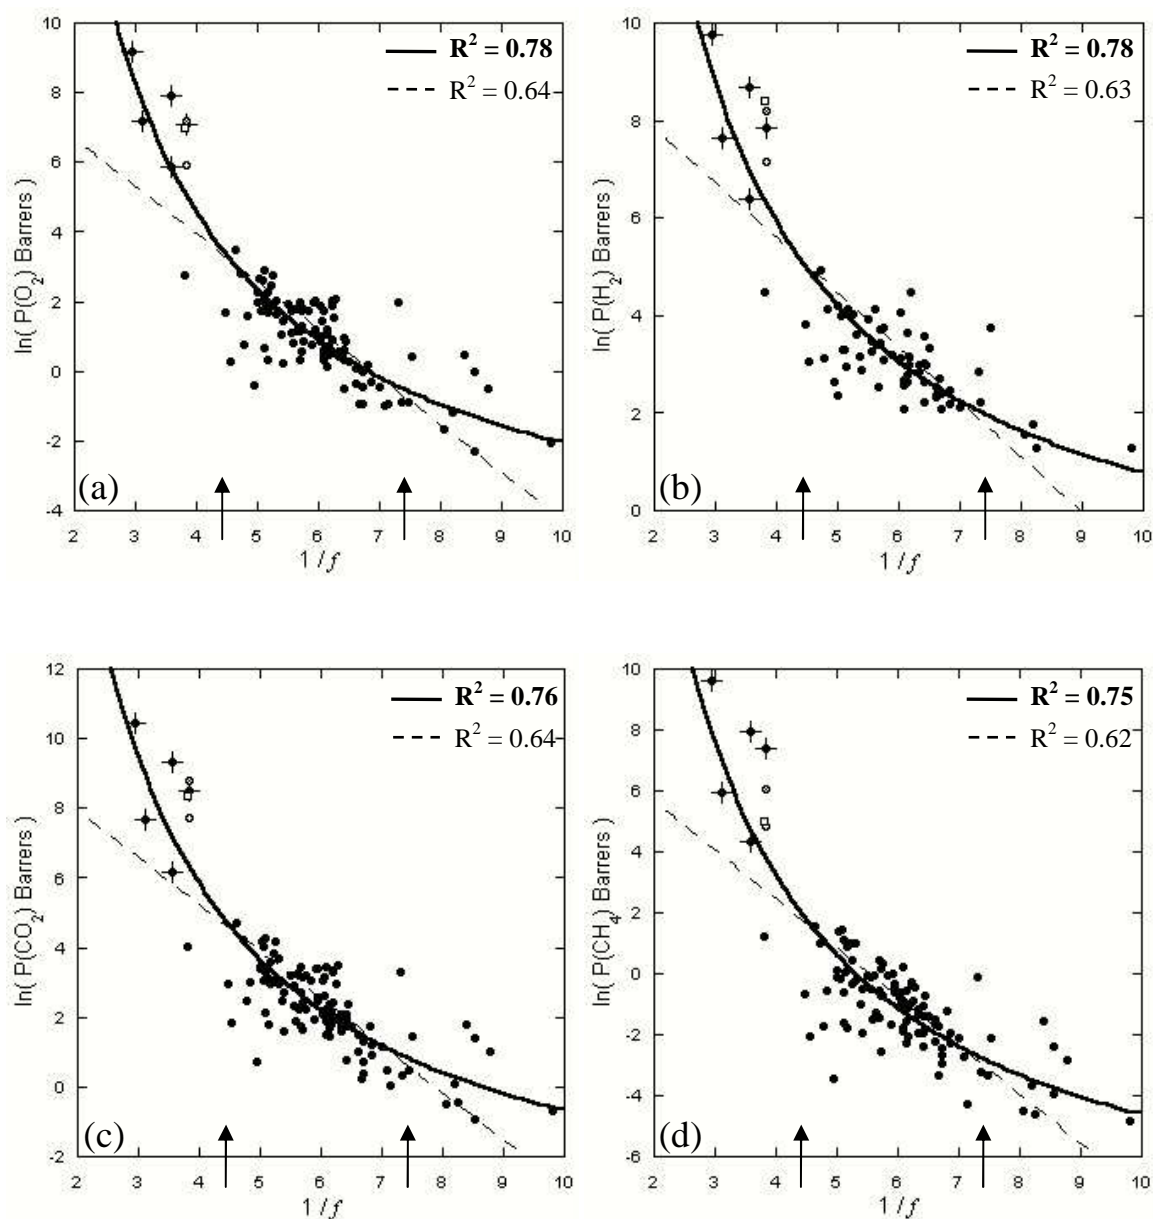 10
8
6
4
2
0
-2
-4
ln( P(O2) Barrers )
R2 = 0.78
R2 = 0.64
(a)
2 3 4 5 6 7 8 9 10
1 / f
10
8
6
4
2
0
ln( P(H2) Barrers )
R2 = 0.78
R2 = 0.63
(b)
2 3 4 5 6 7 8 9 10
1 / f
12
10
8
6
4
2
0
-2
ln( P(CO2) Barrers )
R2 = 0.76
R2 = 0.64
(c)
2 3 4 5 6 7 8 9 10
1 / f
10
8
6
4
2
0
-2
-4
-6
ln( P(CH4) Barrers )
R2 = 0.75
R2 = 0.62
(d)
2 3 4 5 6 7 8 9 10
1 / f